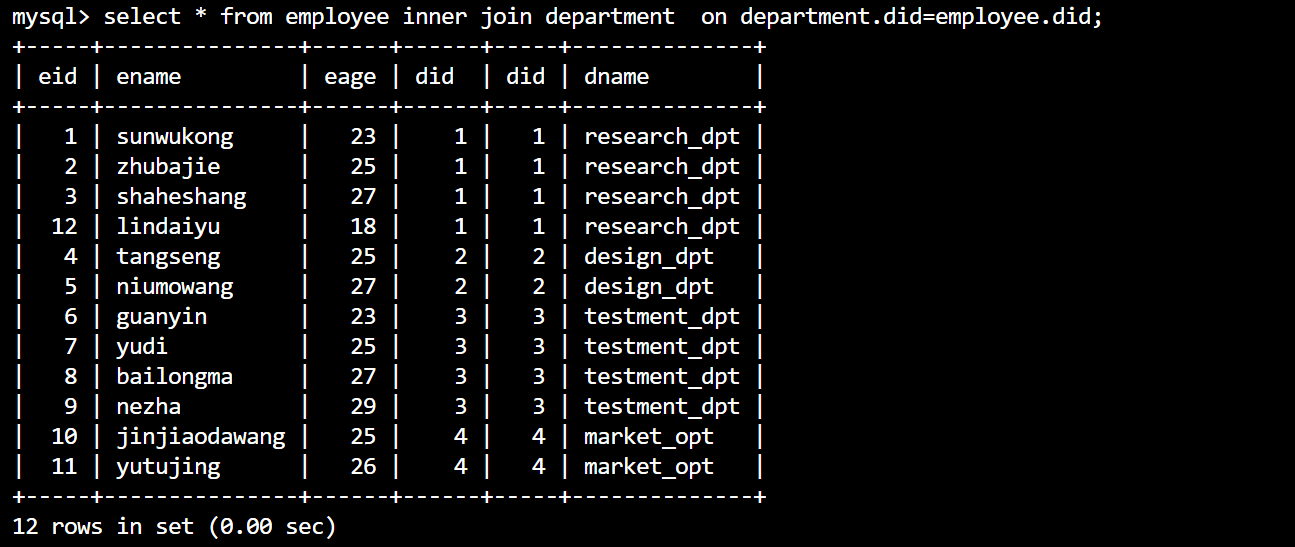 mysql> select * from employee inner join department  on department.did=employee.did;
+-----+---------------+------+------+-----+--------------+
| eid | ename         | eage | did  | did | dname        |
+-----+---------------+------+------+-----+--------------+
|   1 | sunwukong     |   23 |    1 |   1 | research_dpt |
|   2 | zhubajie      |   25 |    1 |   1 | research_dpt |
|   3 | shaheshang    |   27 |    1 |   1 | research_dpt |
|  12 | lindaiyu      |   18 |    1 |   1 | research_dpt |
|   4 | tangseng      |   25 |    2 |   2 | design_dpt   |
|   5 | niumowang     |   27 |    2 |   2 | design_dpt   |
|   6 | guanyin       |   23 |    3 |   3 | testment_dpt |
|   7 | yudi          |   25 |    3 |   3 | testment_dpt |
|   8 | bailongma     |   27 |    3 |   3 | testment_dpt |
|   9 | nezha         |   29 |    3 |   3 | testment_dpt |
|  10 | jinjiaodawang |   25 |    4 |   4 | market_opt   |
|  11 | yutujing      |   26 |    4 |   4 | market_opt   |
+-----+---------------+------+------+-----+--------------+
12 rows in set (0.00 sec)